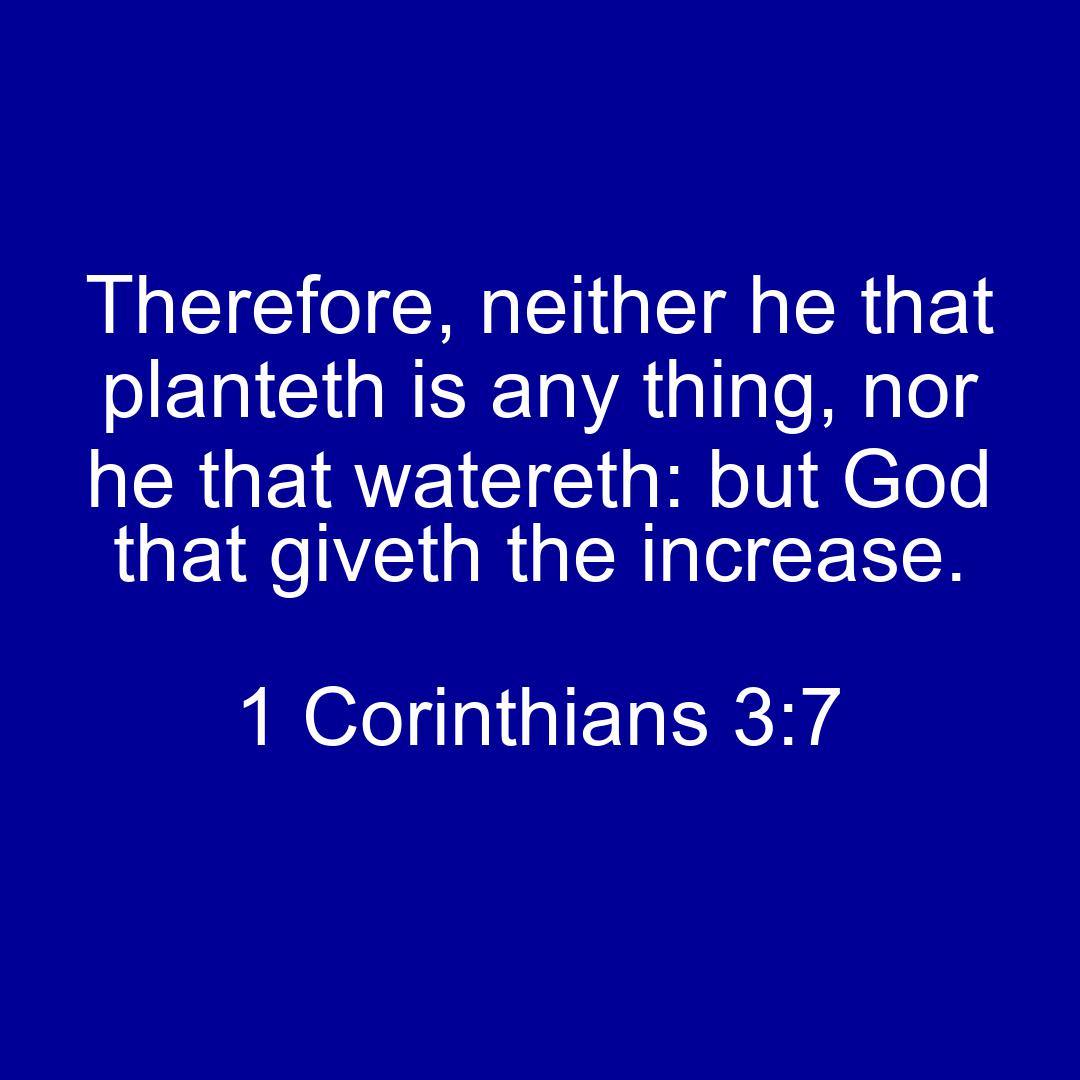 Therefore, neither he that
planteth is any thing, nor
he that watereth: but God
that giveth the increase.
1 Corinthians 3:7